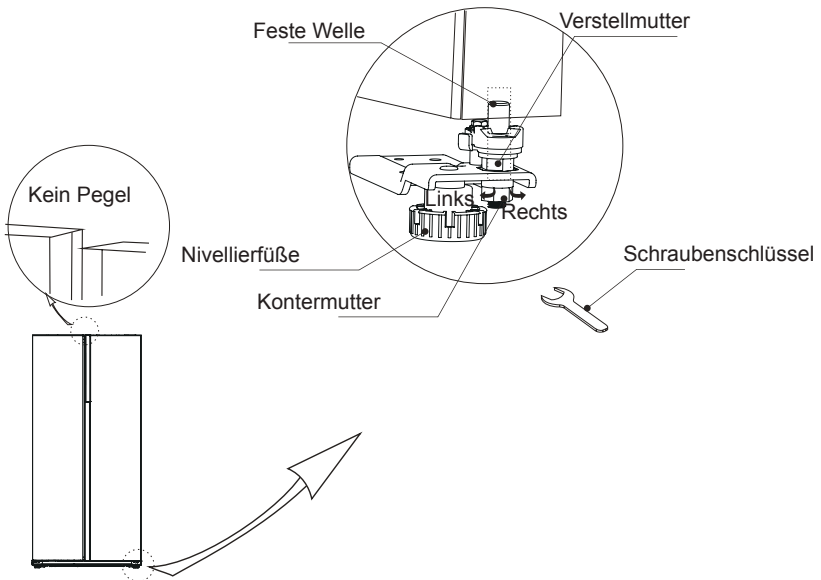 Feste Welle
Verstellmutter
Kein Pegel
Links
Rechts
Nivellierfüße
Schraubenschlüssel
Kontermutter